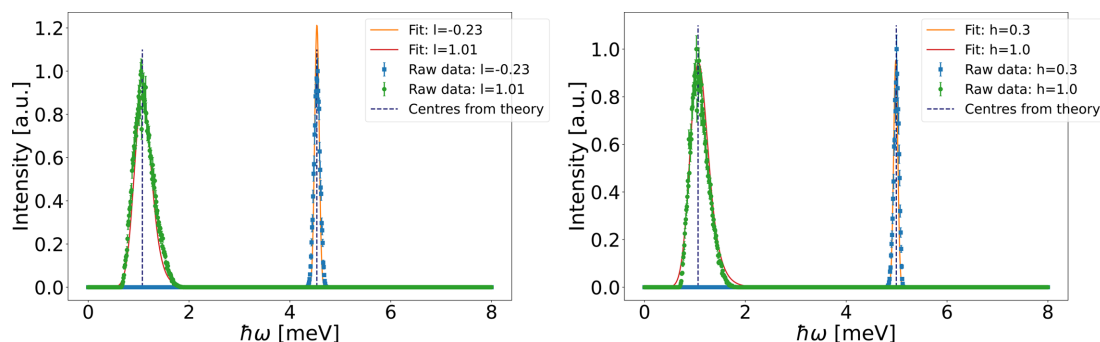 1.2
1.0
0.8
0.6
0.4
0.2
0.0
Intensity [a.u.]
0 2 4 6 8
ħω [meV]
Fit: l=-0.23
Fit: l=1.01
Raw data: l=-0.23
Raw data: l=1.01
Centres from theory
1.0
0.8
0.6
0.4
0.2
0.0
Intensity [a.u.]
0 2 4 6 8
ħω [meV]
Fit: h=0.3
Fit: h=1.0
Raw data: h=0.3
Raw data: h=1.0
Centres from theory